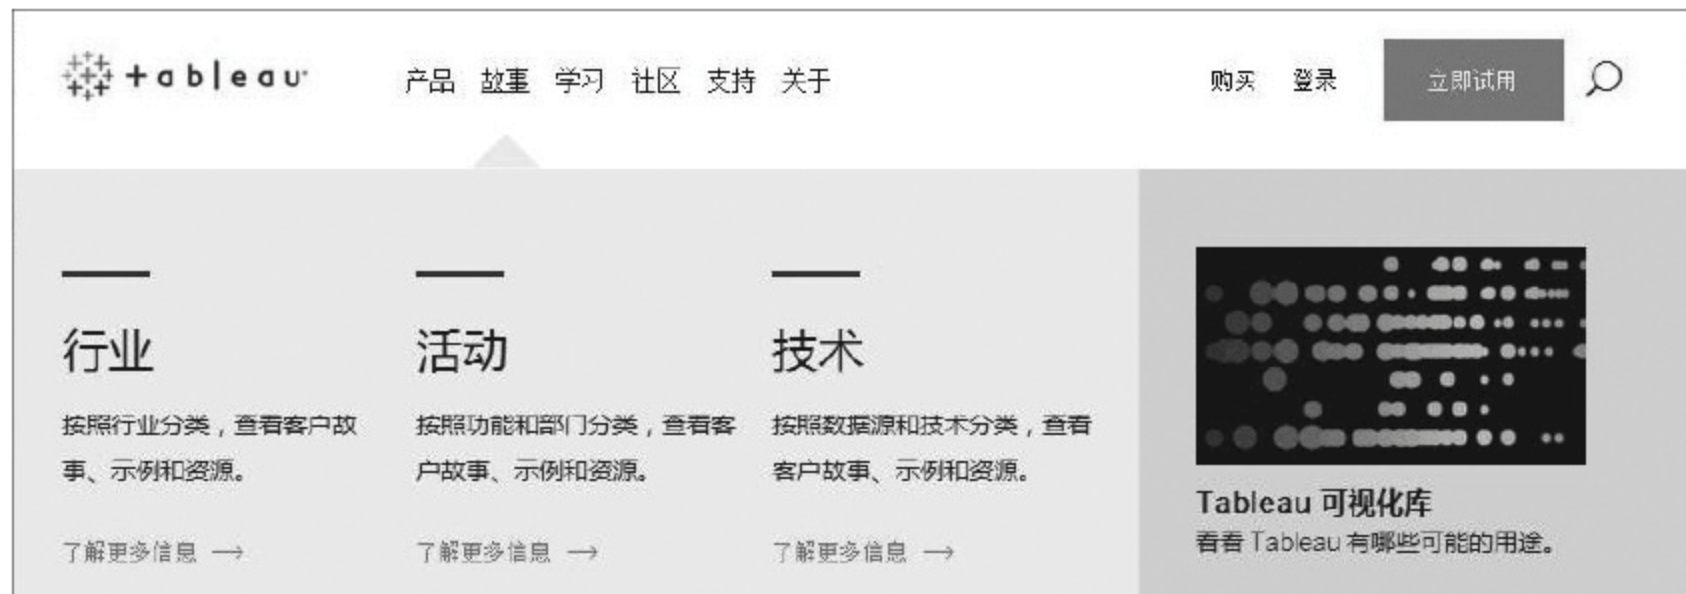 +ableau
产品 故事 学习 社区 支持 关于
购买 登录 立即试用
行业
按照行业分类，查看客户故
事、示例和资源。
了解更多信息 →
活动
按照功能和部门分类，查看客
户故事、示例和资源。
了解更多信息 →
技术
按照数据源和技术分类，查看
客户故事、示例和资源。
了解更多信息 →
Tableau 可视化库
看看 Tableau 有哪些可能的用途。